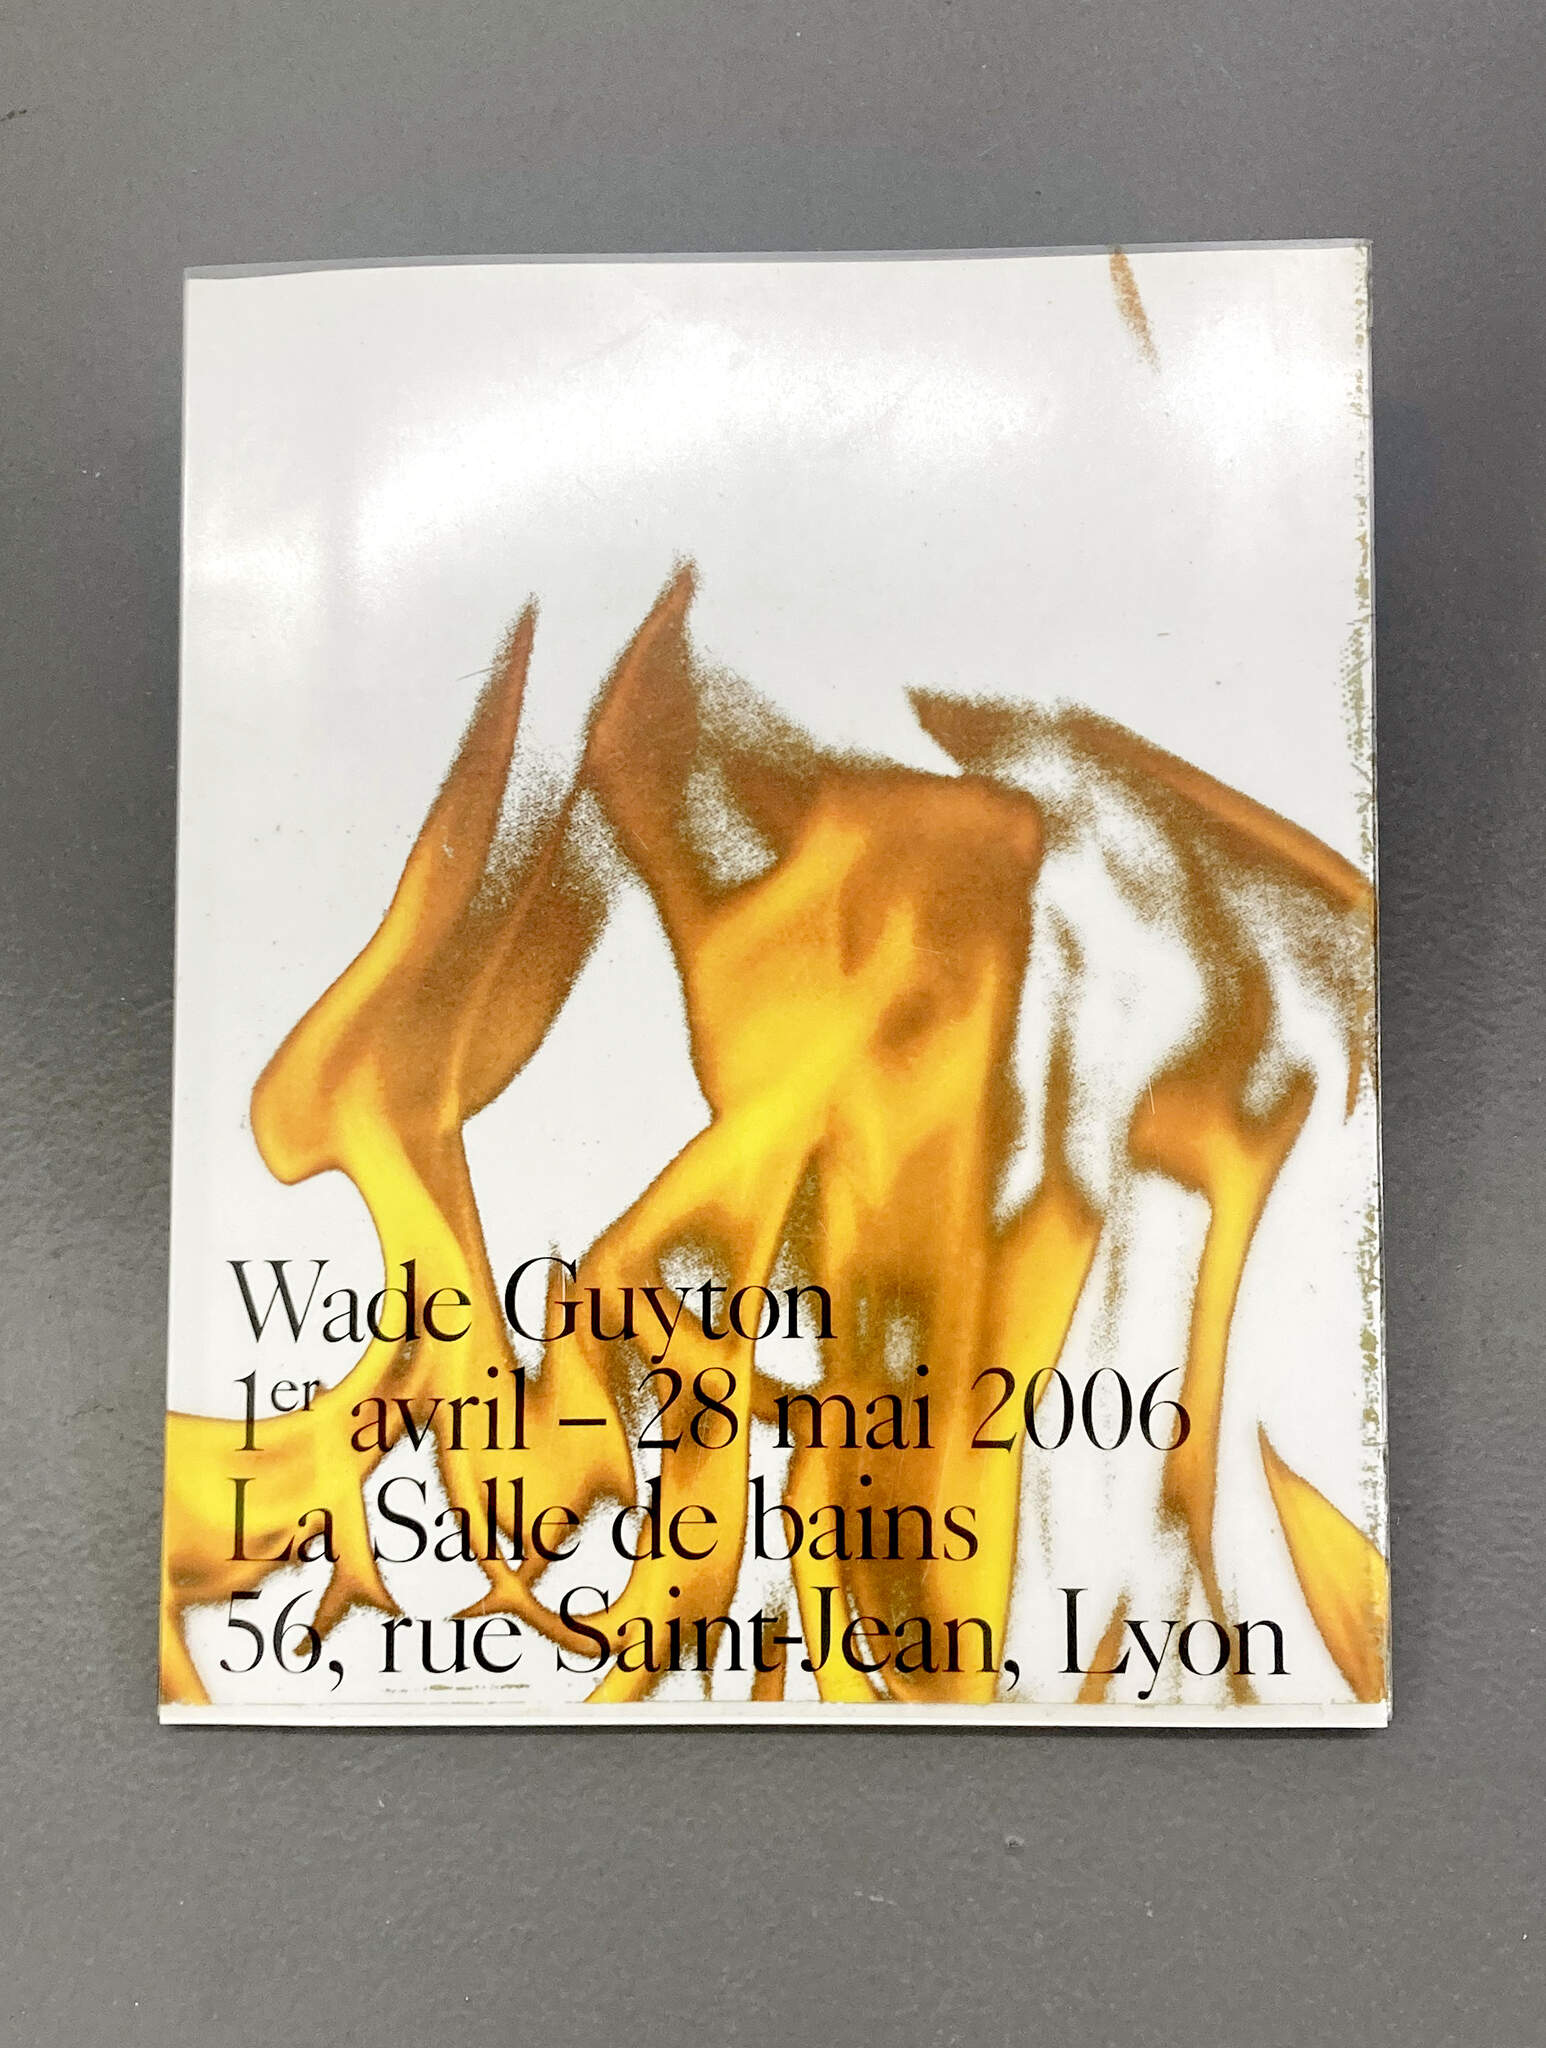 Wade Guyton
1er avril – 28 mai 2006
La Salle de bains
56, rue Saint-Jean, Lyon